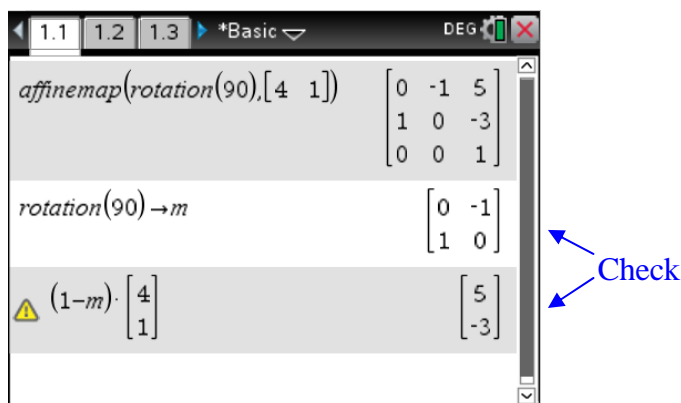 1.1 1.2 1.3 *Basic DEG
affinemap(rotation(90),[4 1]) [0 -1 5
1 0 -3
0 0 1]
rotation(90)→m [0 -1
1 0]
Check
(1-m)·[4
1] [5
-3]